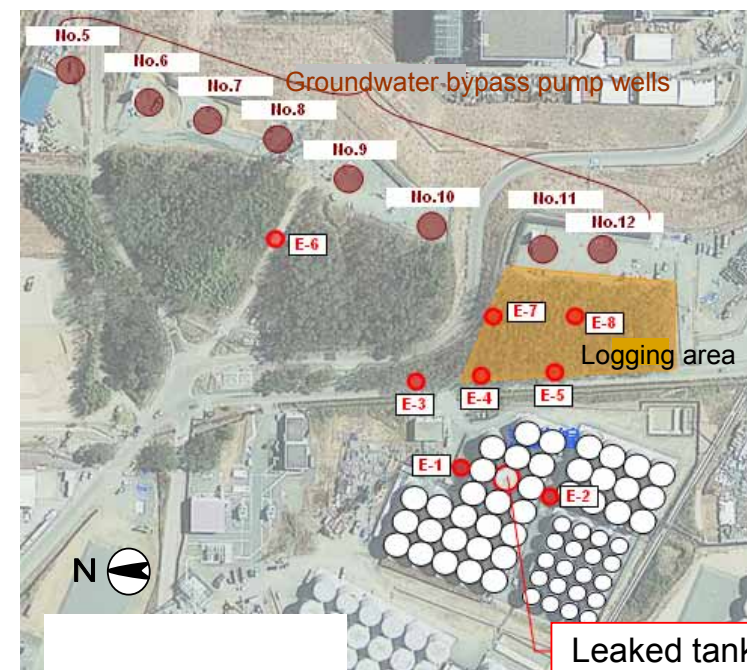 No.5
No.6
No.7
Groundwater bypass pump wells
No.8
No.9
No.10
No.11
No.12
E-6
E-7
E-8
Logging area
E-3
E-4
E-5
E-1
E-2
N
Leaked tank